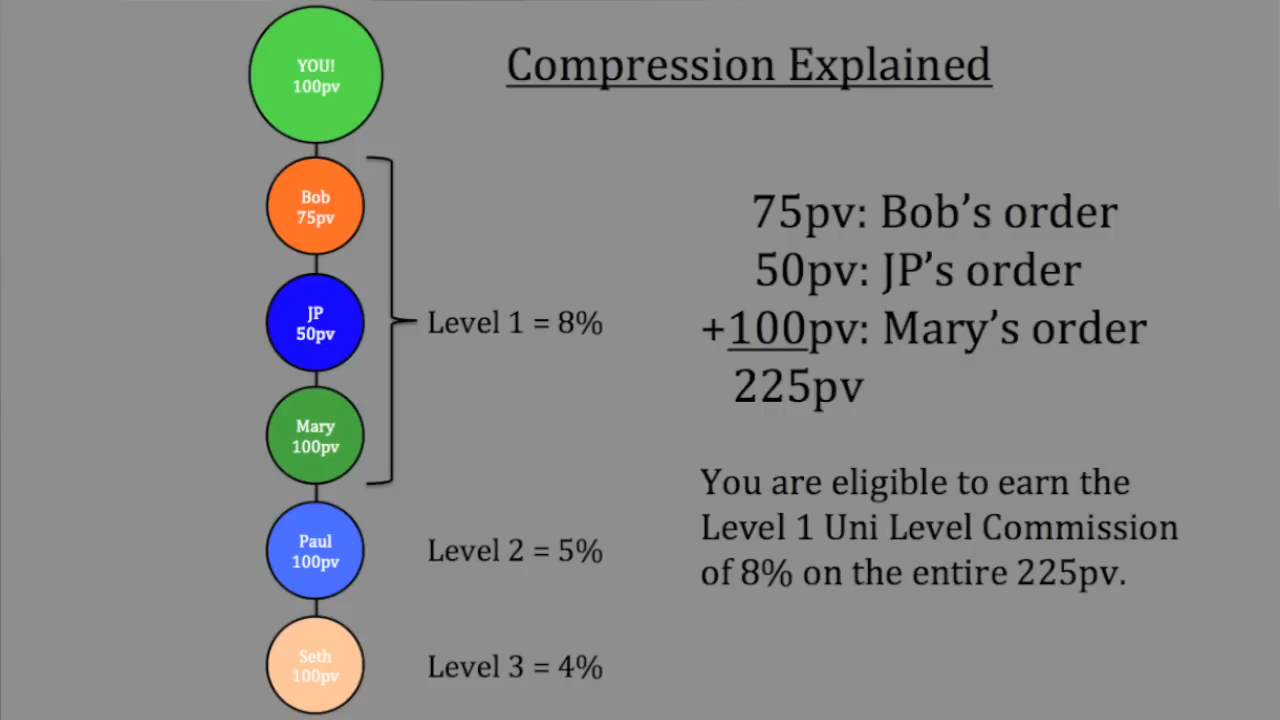 Compression Explained
YOU!
100pv
Bob
75pv
JP
50pv
Mary
100pv
Paul
100pv
Seth
100pv
Level 1 = 8%
Level 2 = 5%
Level 3 = 4%
75pv: Bob’s order
50pv: JP’s order
+100pv: Mary’s order
225pv
You are eligible to earn the
Level 1 Uni Level Commission
of 8% on the entire 225pv.